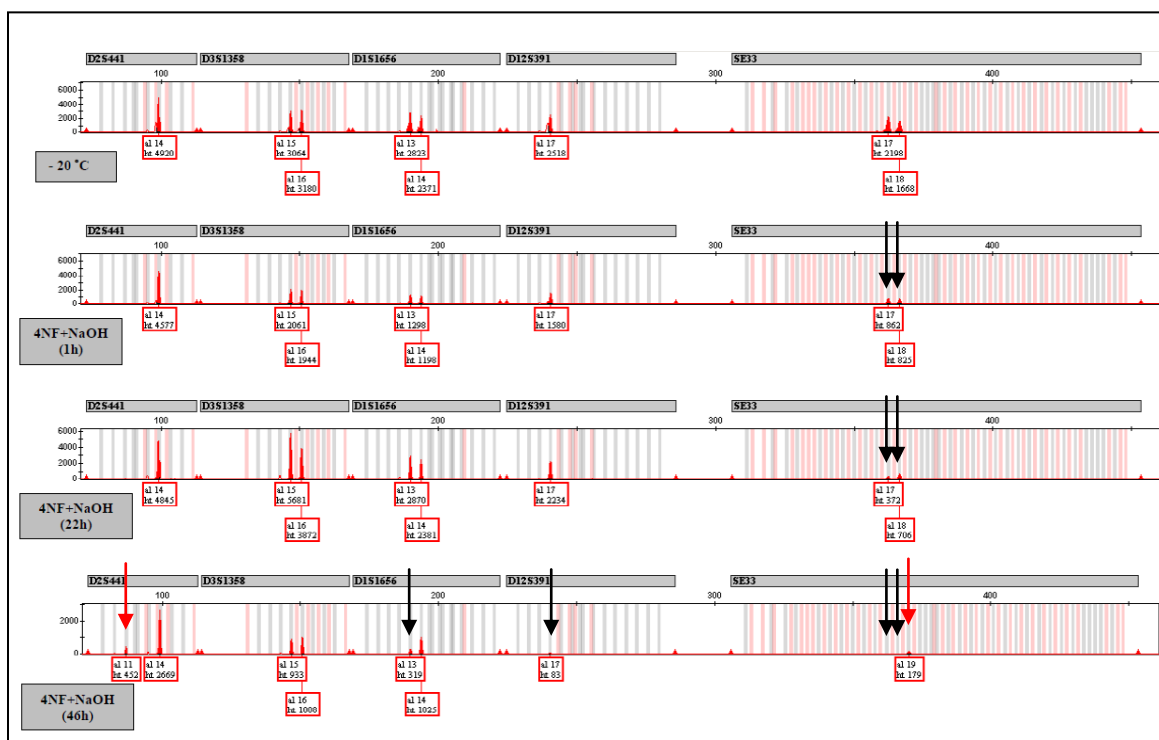 D2S441 D3S1358 D1S1656 D12S391 SE33
100 200 300 400
6000
4000
2000
0
al 14 al 15 al 13 al 17 al 17
ht 4920 ht 3064 ht 2823 ht 2518 ht 2198
- 20 ˚C
al 16 al 14 al 18
ht 3180 ht 2371 ht 1668
D2S441 D3S1358 D1S1656 D12S391 SE33
100 200 300 400
6000
4000
2000
0
al 14 al 15 al 13 al 17 al 17
ht 4577 ht 2061 ht 1298 ht 1580 ht 862
4NF+NaOH
(1h)
al 16 al 14 al 18
ht 1944 ht 1198 ht 825
D2S441 D3S1358 D1S1656 D12S391 SE33
100 200 300 400
6000
4000
2000
0
al 14 al 15 al 13 al 17 al 17
ht 4845 ht 5681 ht 2870 ht 2234 ht 372
4NF+NaOH
(22h)
al 16 al 14 al 18
ht 3872 ht 2381 ht 706
D2S441 D3S1358 D1S1656 D12S391 SE33
100 200 300 400
2000
0
al 11 al 14 al 15 al 13 al 17 al 19
ht 452 ht 2669 ht 933 ht 319 ht 83 ht 179
4NF+NaOH
(46h)
al 16 al 14
ht 1008 ht 1025